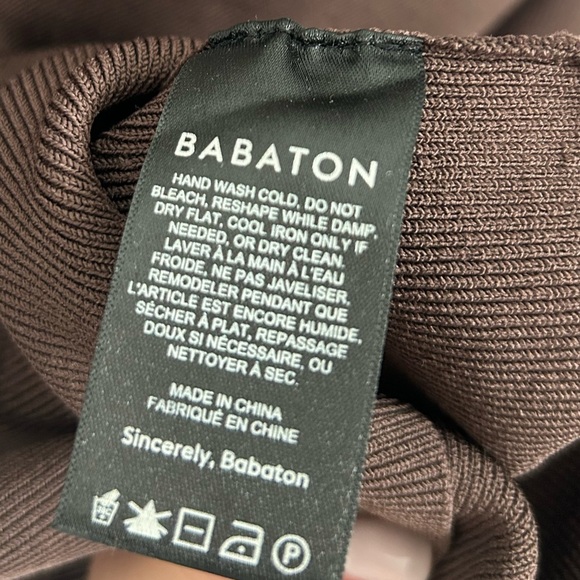 BABATON
HAND WASH COLD, DO NOT
BLEACH, RESHAPE WHILE DAMP,
DRY FLAT, COOL IRON ONLY IF
NEEDED, OR DRY CLEAN.
LAVER À LA MAIN À L'EAU
FROIDE, NE PAS JAVELISER,
REMODELER PENDANT QUE
L'ARTICLE EST ENCORE HUMIDE,
SÉCHER À PLAT, REPASSAGE
DOUX SI NÉCESSAIRE, OU
NETTOYER À SEC.
MADE IN CHINA
FABRIQUÉ EN CHINE
Sincerely, Babaton
P